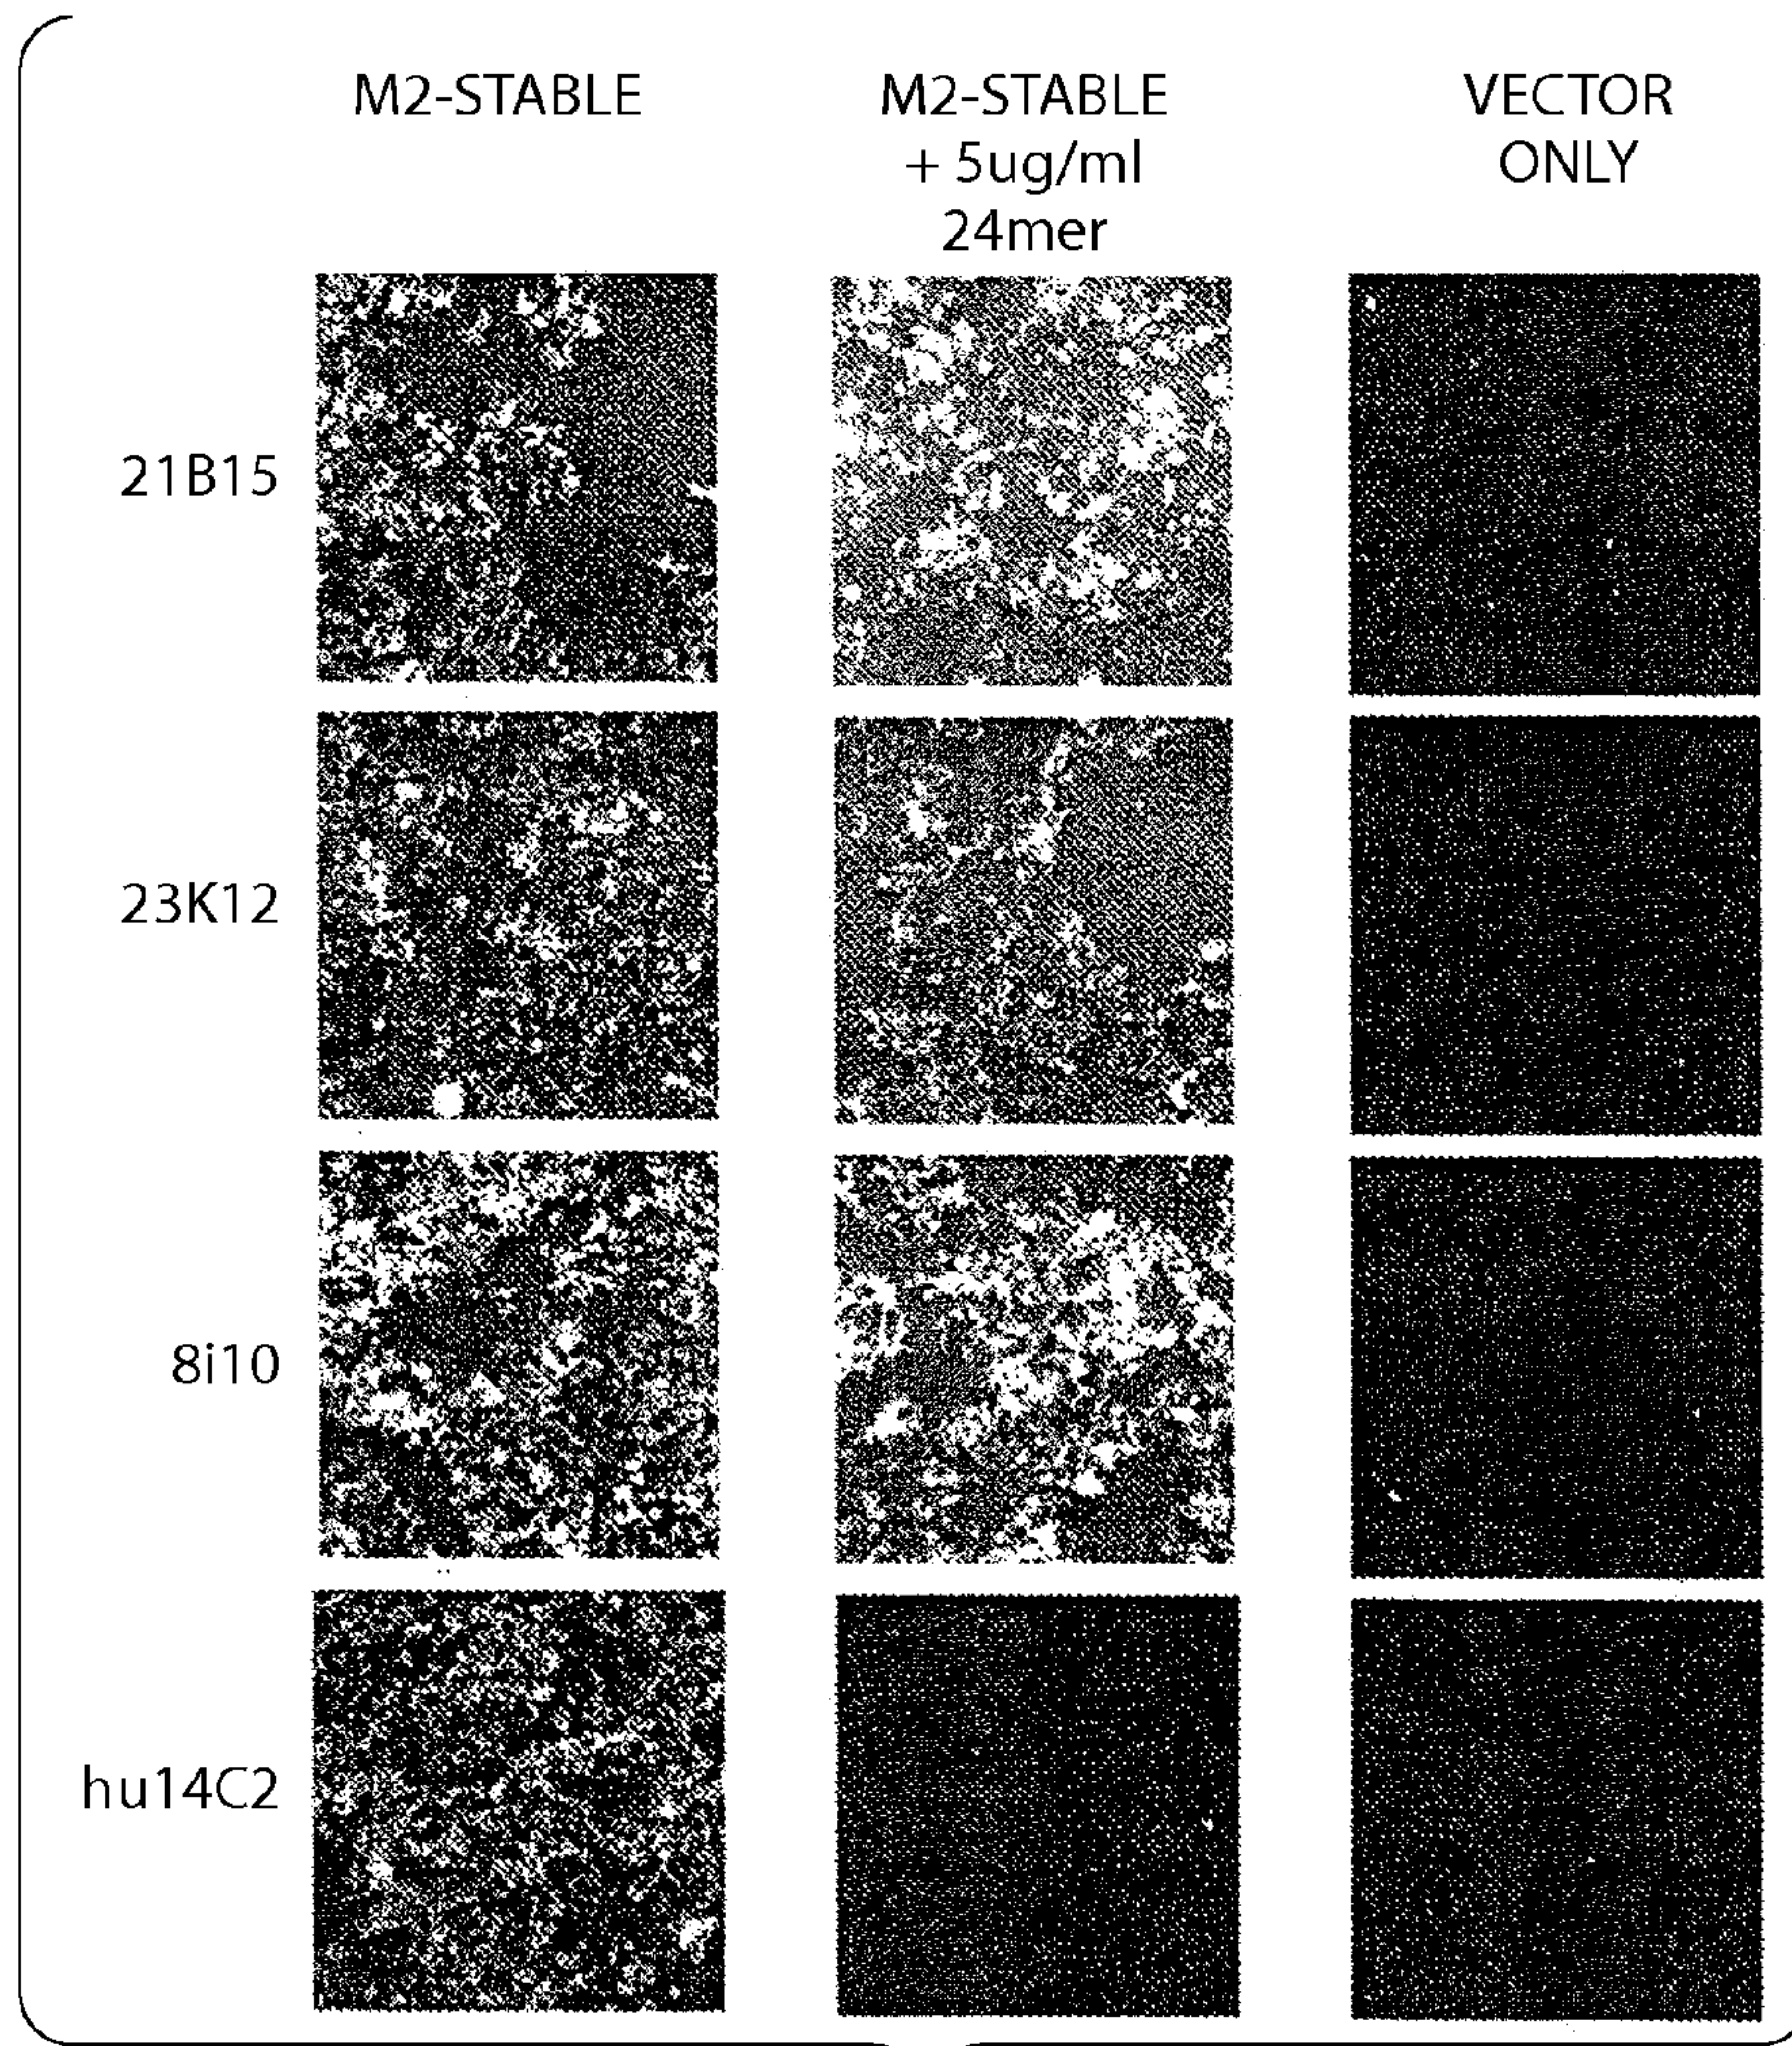 M2-STABLE
M2-STABLE
+ 5ug/ml
24mer
VECTOR
ONLY
21B15
23K12
8i10
hu14C2